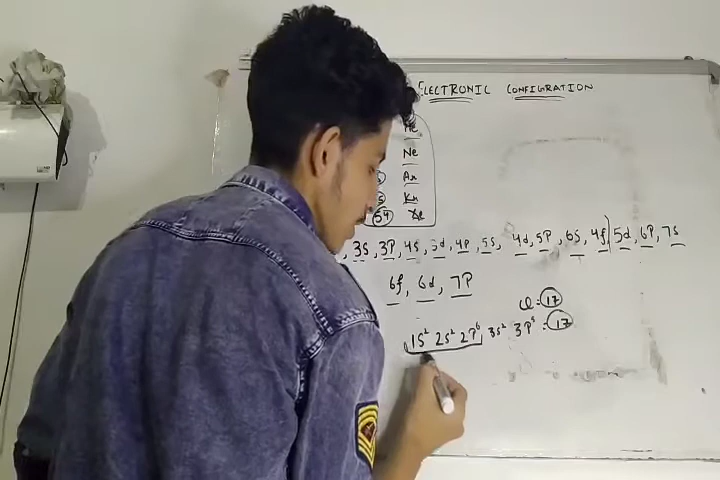 ELECTRONIC CONFIGRATION
He
Ne
Ar
Kr
54 Xe
3S, 3P, 4S, 3d, 4P, 5S, 4d, 5P, 6S, 4f, 5d, 6P, 7S
6f, 6d, 7P
Cl = 17
1S² 2S² 2P⁶ 3S² 3P⁵ = 17